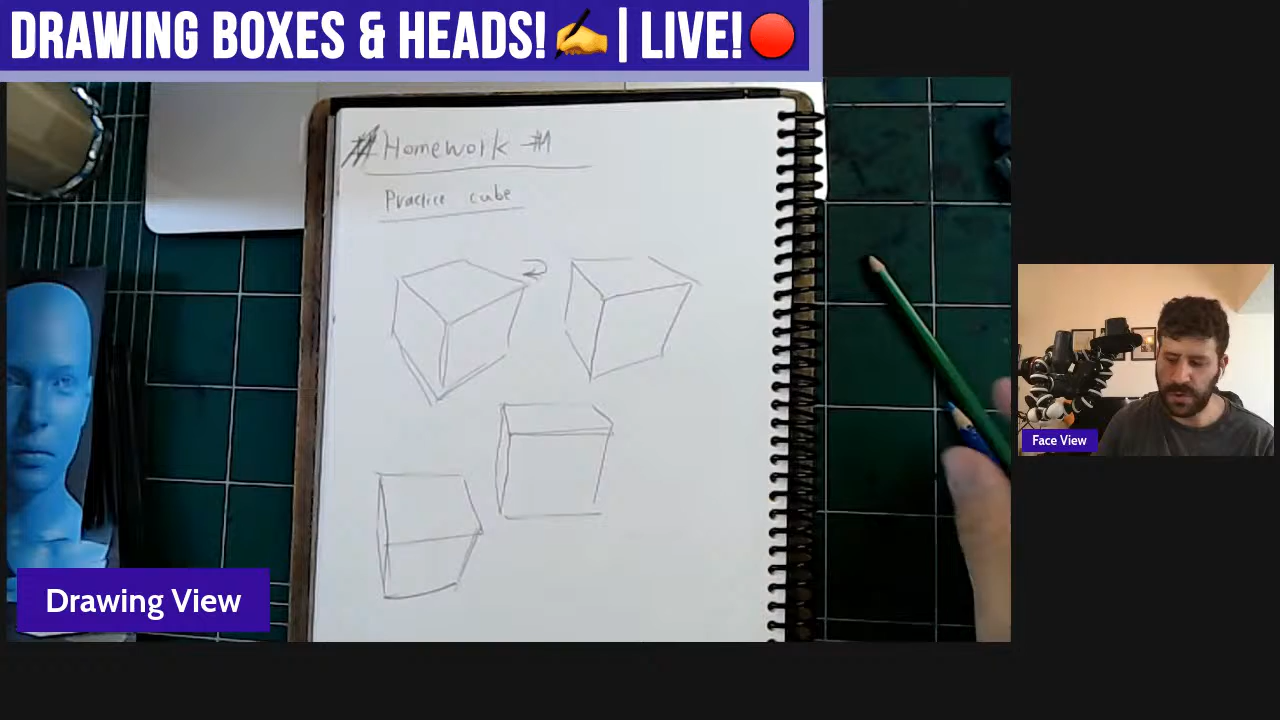 DRAWING BOXES & HEADS!✍️| LIVE!🔴
Homework #1
Practice cube
Face View
Drawing View